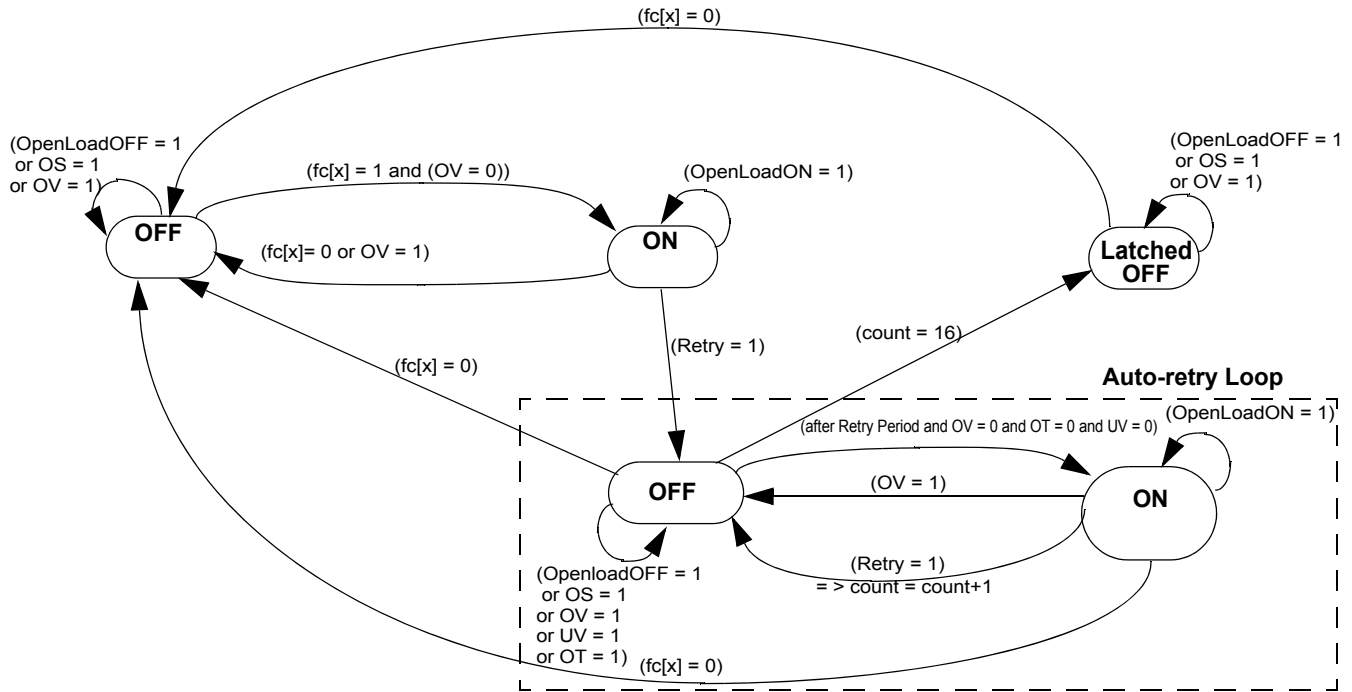 (fc[x] = 0)
(OpenLoadOFF = 1
or OS = 1
or OV = 1)
(fc[x] = 1 and (OV = 0))
(OpenLoadON = 1)
(OpenLoadOFF = 1
or OS = 1
or OV = 1)
OFF
ON
(fc[x]= 0 or OV = 1)
Latched
OFF
(Retry = 1)
(count = 16)
(fc[x] = 0)
Auto-retry Loop
(OpenLoadON = 1)
(after Retry Period and OV = 0 and OT = 0 and UV = 0)
OFF
(OV = 1)
ON
(Retry = 1)
= > count = count+1
(OpenloadOFF = 1
or OS = 1
or OV = 1
or UV = 1
or OT = 1)
(fc[x] = 0)